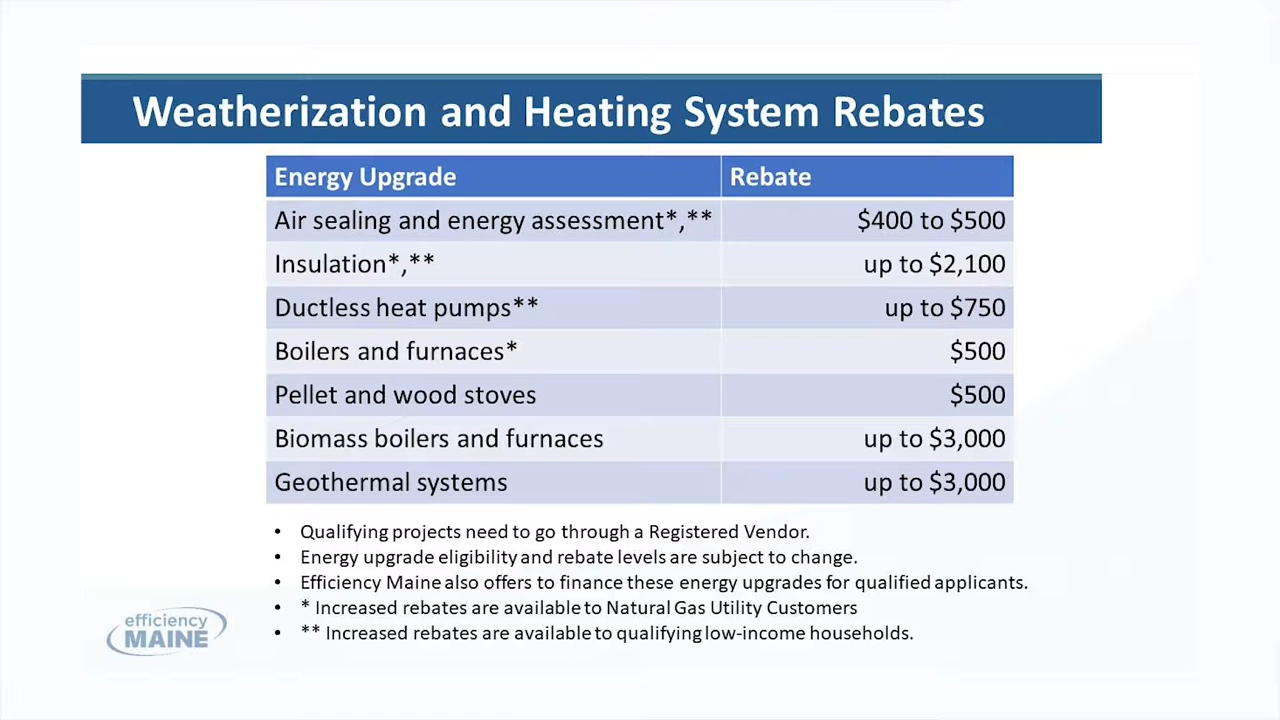 Weatherization and Heating System Rebates
Energy Upgrade Rebate
Air sealing and energy assessment*,** $400 to $500
Insulation*,** up to $2,100
Ductless heat pumps** up to $750
Boilers and furnaces* $500
Pellet and wood stoves $500
Biomass boilers and furnaces up to $3,000
Geothermal systems up to $3,000
• Qualifying projects need to go through a Registered Vendor.
• Energy upgrade eligibility and rebate levels are subject to change.
• Efficiency Maine also offers to finance these energy upgrades for qualified applicants.
• * Increased rebates are available to Natural Gas Utility Customers
• ** Increased rebates are available to qualifying low-income households.
efficiency
MAINE